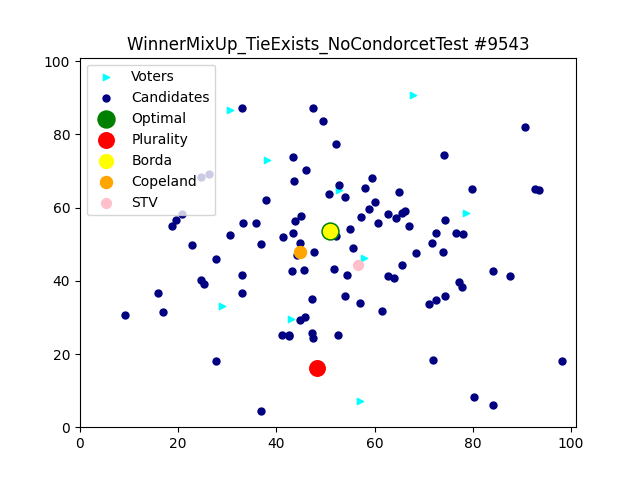 WinnerMixUp_TieExists_NoCondorcetTest #9543
Voters
Candidates
Optimal
Plurality
Borda
Copeland
STV
100
80
60
40
20
0
0 20 40 60 80 100